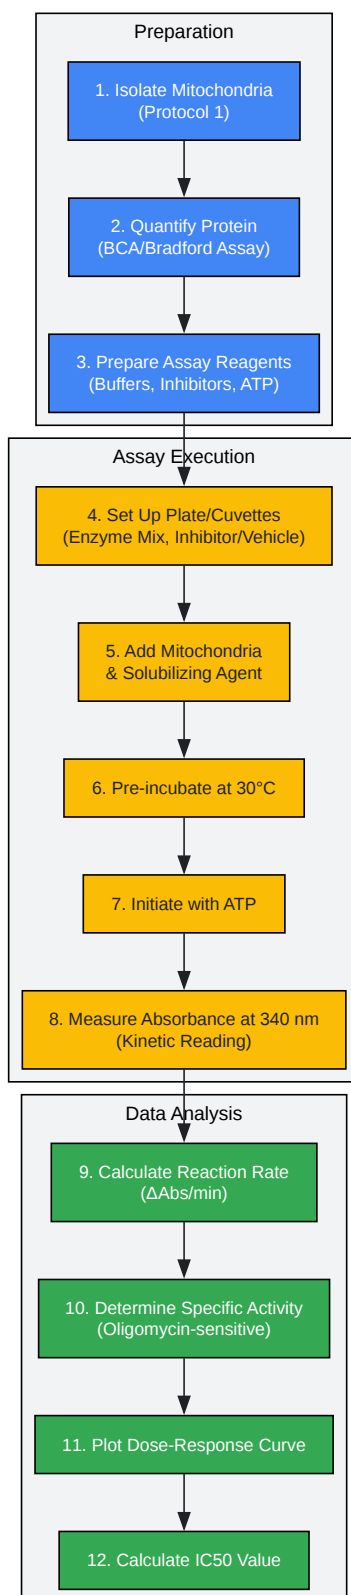 Preparation
1. Isolate Mitochondria
(Protocol 1)
2. Quantify Protein
(BCA/Bradford Assay)
3. Prepare Assay Reagents
(Buffers, Inhibitors, ATP)
Assay Execution
4. Set Up Plate/Cuvettes
(Enzyme Mix, Inhibitor/Vehicle)
5. Add Mitochondria
& Solubilizing Agent
6. Pre-incubate at 30°C
7. Initiate with ATP
8. Measure Absorbance at 340 nm
(Kinetic Reading)
Data Analysis
9. Calculate Reaction Rate
(ΔAbs/min)
10. Determine Specific Activity
(Oligomycin-sensitive)
11. Plot Dose-Response Curve
12. Calculate IC50 Value